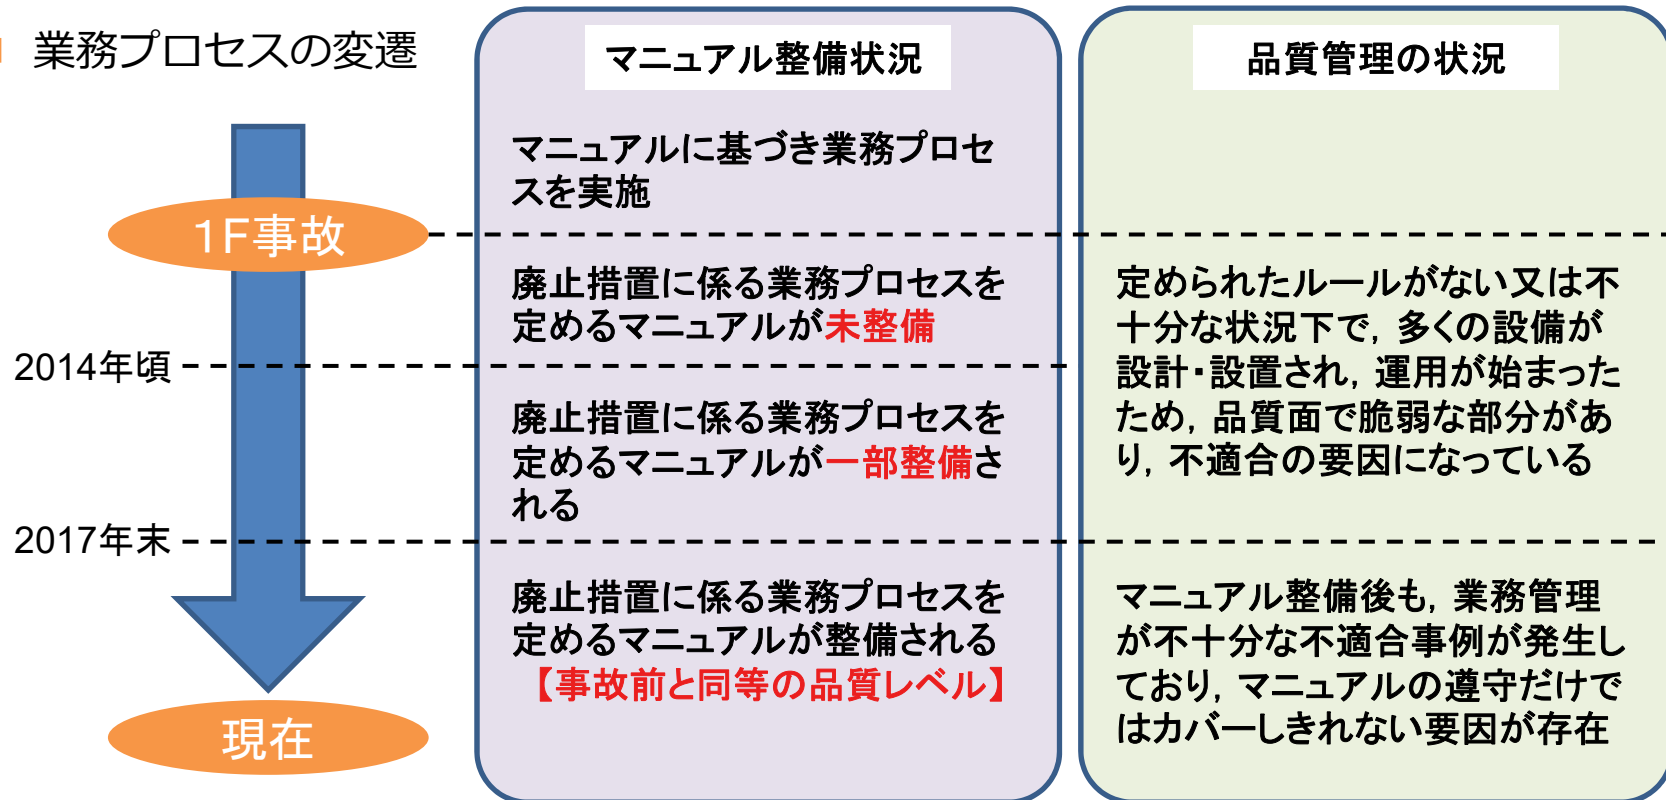 業務プロセスの変遷
マニュアル整備状況
品質管理の状況
マニュアルに基づき業務プロセ
スを実施
1F事故
廃止措置に係る業務プロセスを
定めるマニュアルが未整備
2014年頃
廃止措置に係る業務プロセスを
定めるマニュアルが一部整備さ
れる
定められたルールがない又は不
十分な状況下で，多くの設備が
設計・設置され，運用が始まった
ため，品質面で脆弱な部分があ
り，不適合の要因になっている
2017年末
廃止措置に係る業務プロセスを
定めるマニュアルが整備される
【事故前と同等の品質レベル】
マニュアル整備後も，業務管理
が不十分な不適合事例が発生し
ており，マニュアルの遵守だけで
はカバーしきれない要因が存在
現在